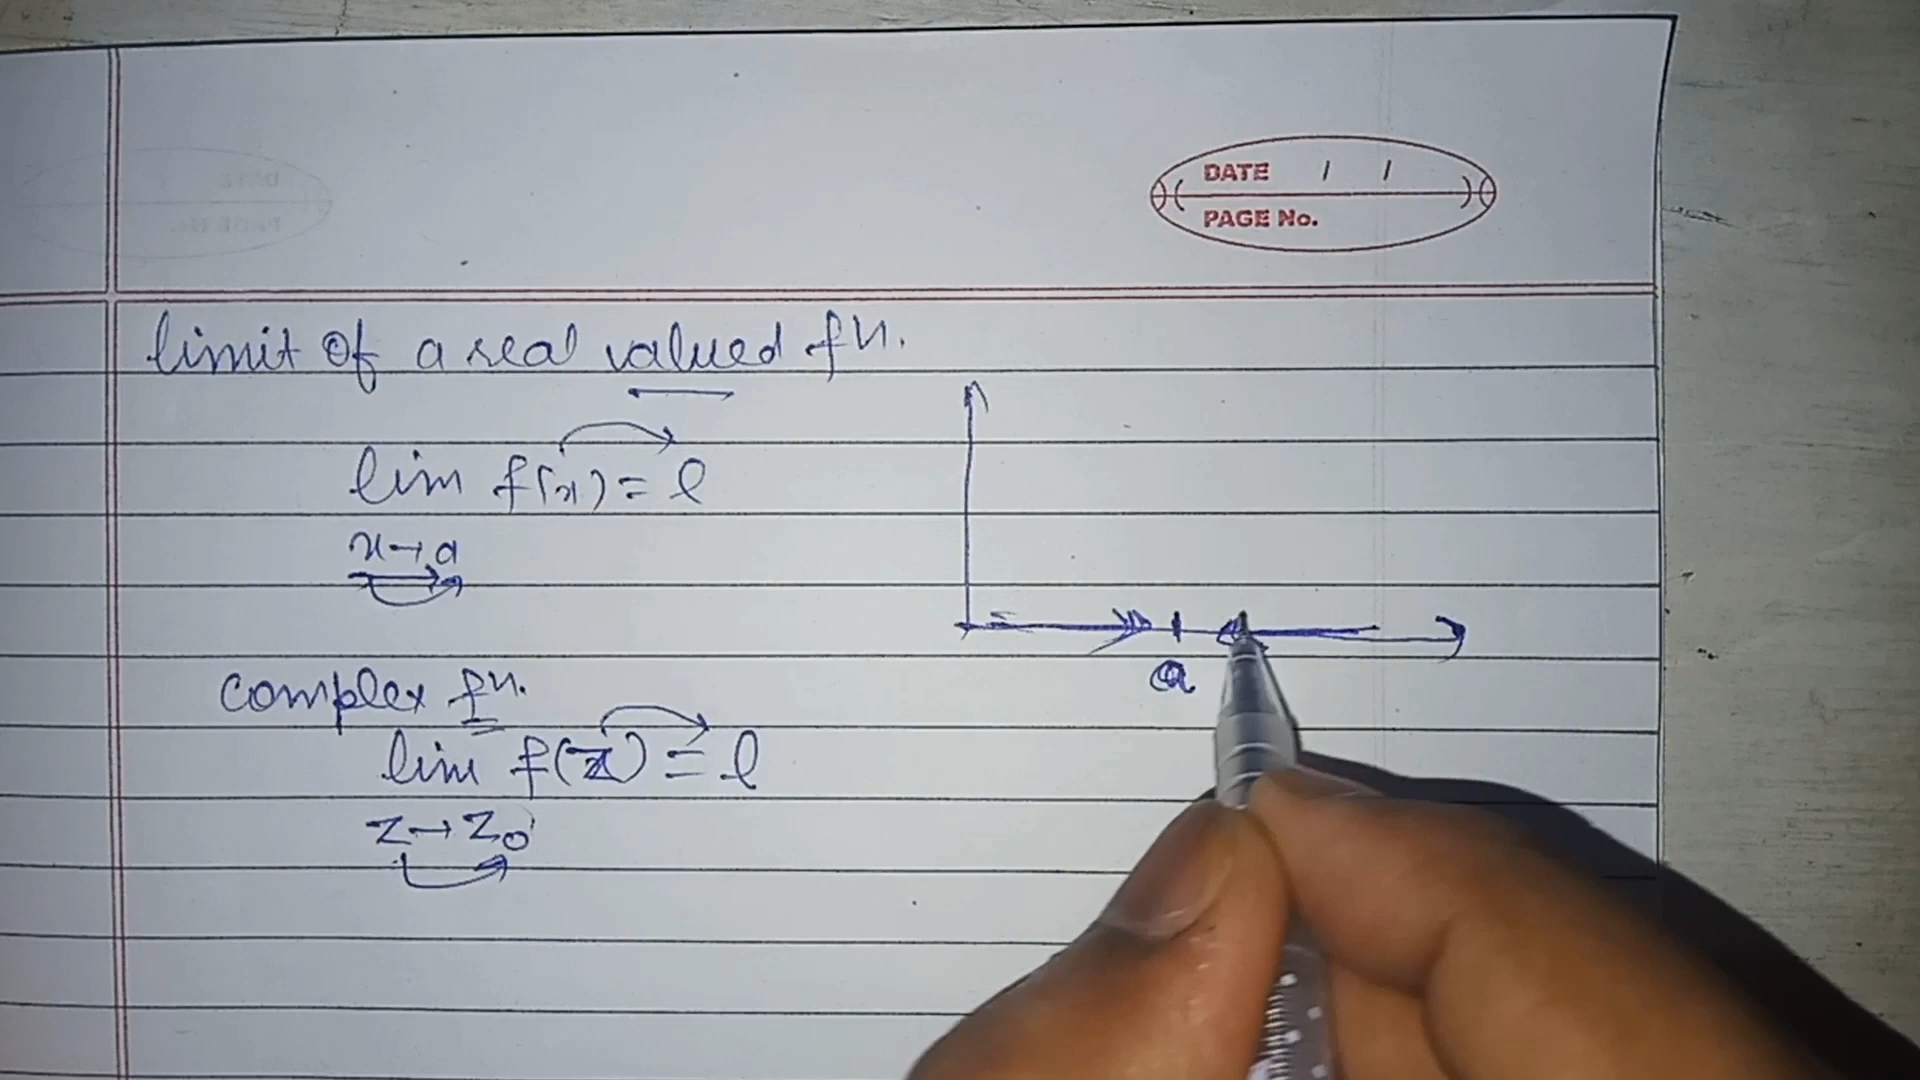 DATE / /
PAGE No.
limit of a real valued fn.
lim f(x) = l
x→a
a
complex fn.
lim f(z) = l
z→z₀